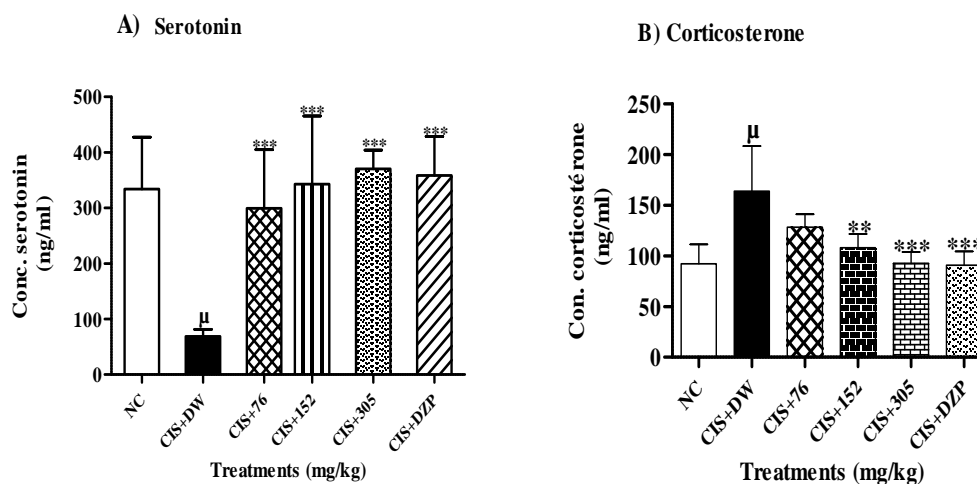 A) Serotonin
500
400
300
200
100
0
Conc. serotonin
(ng/ml)
μ
***
***
***
***
NC
CIS+DW
CIS+76
CIS+152
CIS+305
CIS+DZP
Treatments (mg/kg)
B) Corticosterone
250
200
150
100
50
0
Con. corticostérone
(ng/ml)
μ
**
***
***
NC
CIS+DW
CIS+76
CIS+152
CIS+305
CIS+DZP
Treatments (mg/kg)